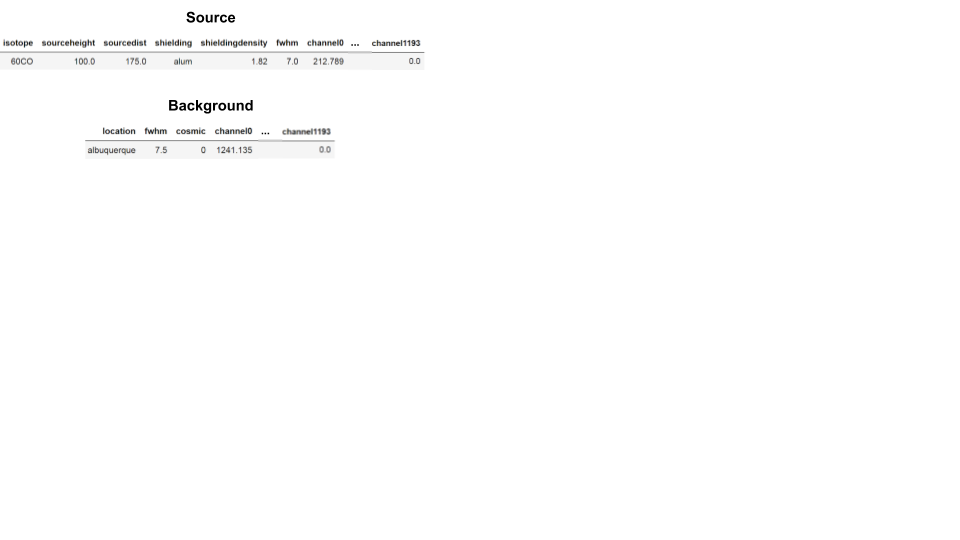 Source
isotope sourceheight sourcedist shielding shieldingdensity fwhm channel0 ... channel1193
60CO 100.0 175.0 alum 1.82 7.0 212.789 0.0
Background
location fwhm cosmic channel0 ... channel1193
albuquerque 7.5 0 1241.135 0.0